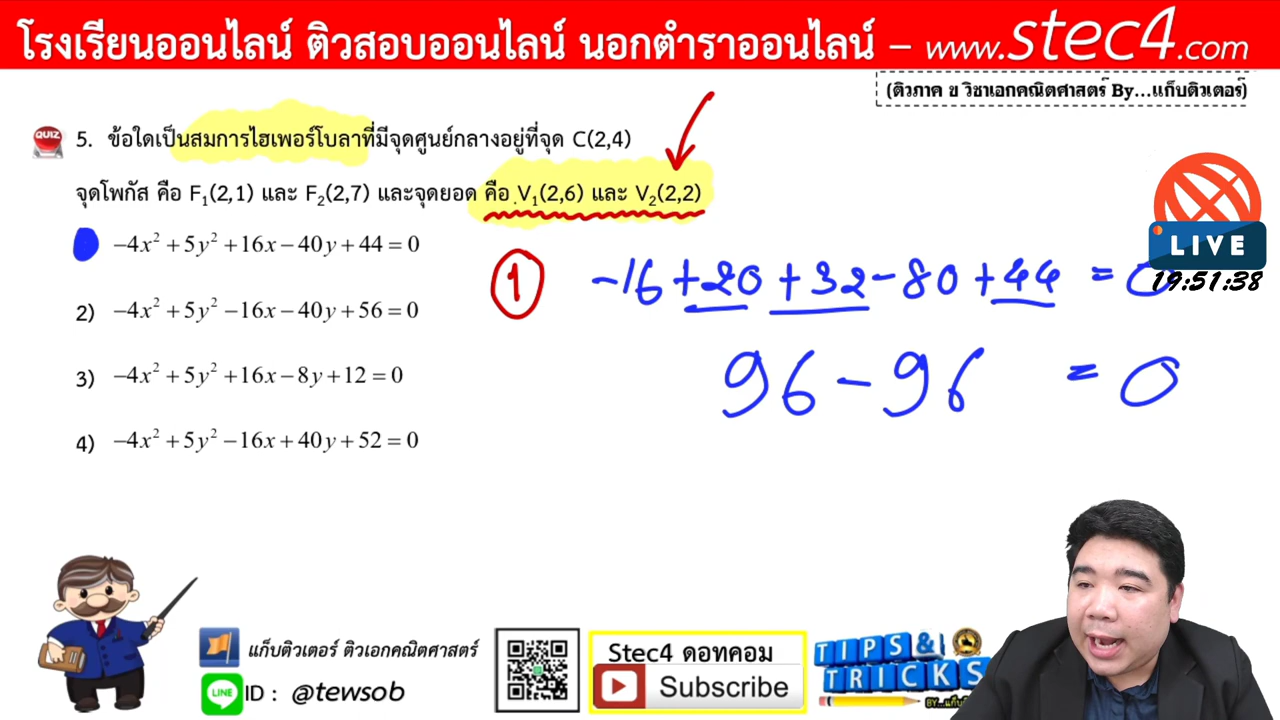 โรงเรียนออนไลน์ ติวสอบออนไลน์ นอกตำราออนไลน์ – www.stec4.com
(ติวภาค ข วิชาเอกคณิตศาสตร์ By...แก๊บติวเตอร์)
QUIZ
5. ข้อใดเป็นสมการไฮเพอร์โบลาที่มีจุดศูนย์กลางอยู่ที่จุด C(2,4)
จุดโฟกัส คือ F₁(2,1) และ F₂(2,7) และจุดยอด คือ V₁(2,6) และ V₂(2,2)
−4x² + 5y² + 16x − 40y + 44 = 0
2) −4x² + 5y² − 16x − 40y + 56 = 0
3) −4x² + 5y² + 16x − 8y + 12 = 0
4) −4x² + 5y² − 16x + 40y + 52 = 0
1 −16 + 20 + 32 − 80 + 44 = 0
96 − 96 = 0
LIVE
19:51:38
แก๊บติวเตอร์ ติวเอกคณิตศาสตร์
LINE ID : @tewsob
Stec4 ดอทคอม
Subscribe
TIPS &
TRICKS